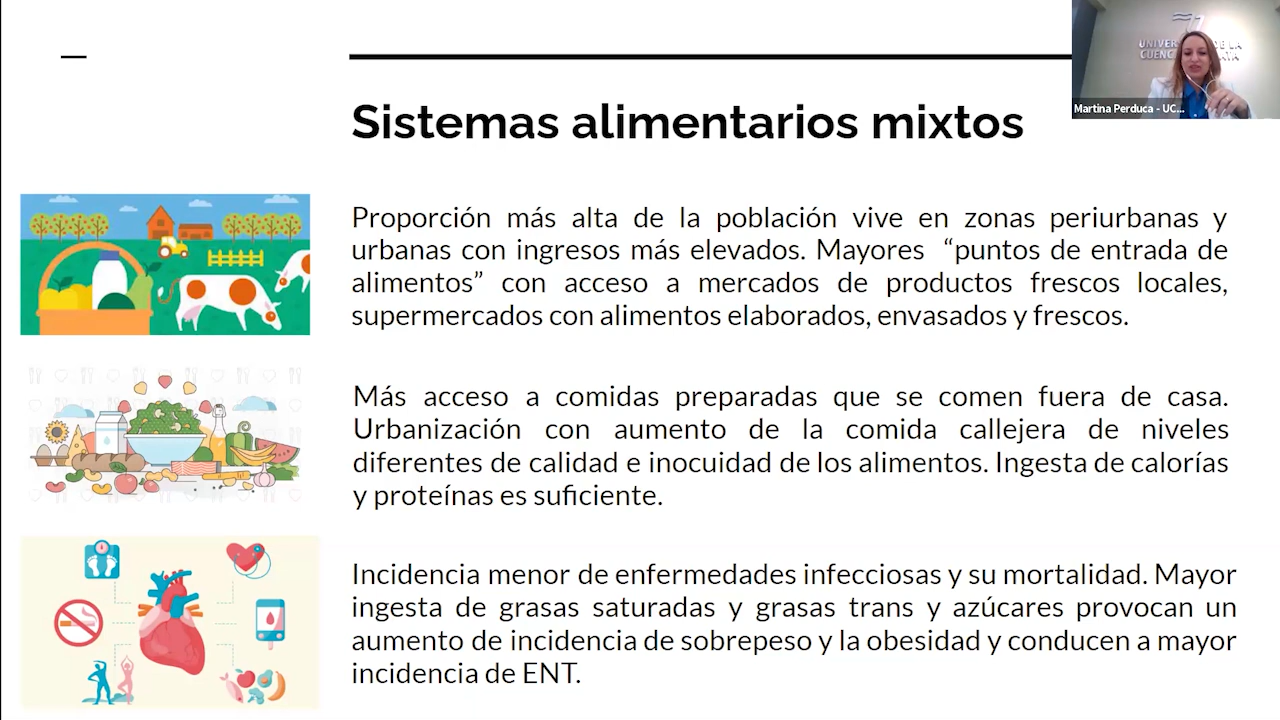 UNIVER DE LA
CUENC ATA
Martina Perduca - UC...
Sistemas alimentarios mixtos
Proporción más alta de la población vive en zonas periurbanas y
urbanas con ingresos más elevados. Mayores “puntos de entrada de
alimentos” con acceso a mercados de productos frescos locales,
supermercados con alimentos elaborados, envasados y frescos.
Más acceso a comidas preparadas que se comen fuera de casa.
Urbanización con aumento de la comida callejera de niveles
diferentes de calidad e inocuidad de los alimentos. Ingesta de calorías
y proteínas es suficiente.
Incidencia menor de enfermedades infecciosas y su mortalidad. Mayor
ingesta de grasas saturadas y grasas trans y azúcares provocan un
aumento de incidencia de sobrepeso y la obesidad y conducen a mayor
incidencia de ENT.